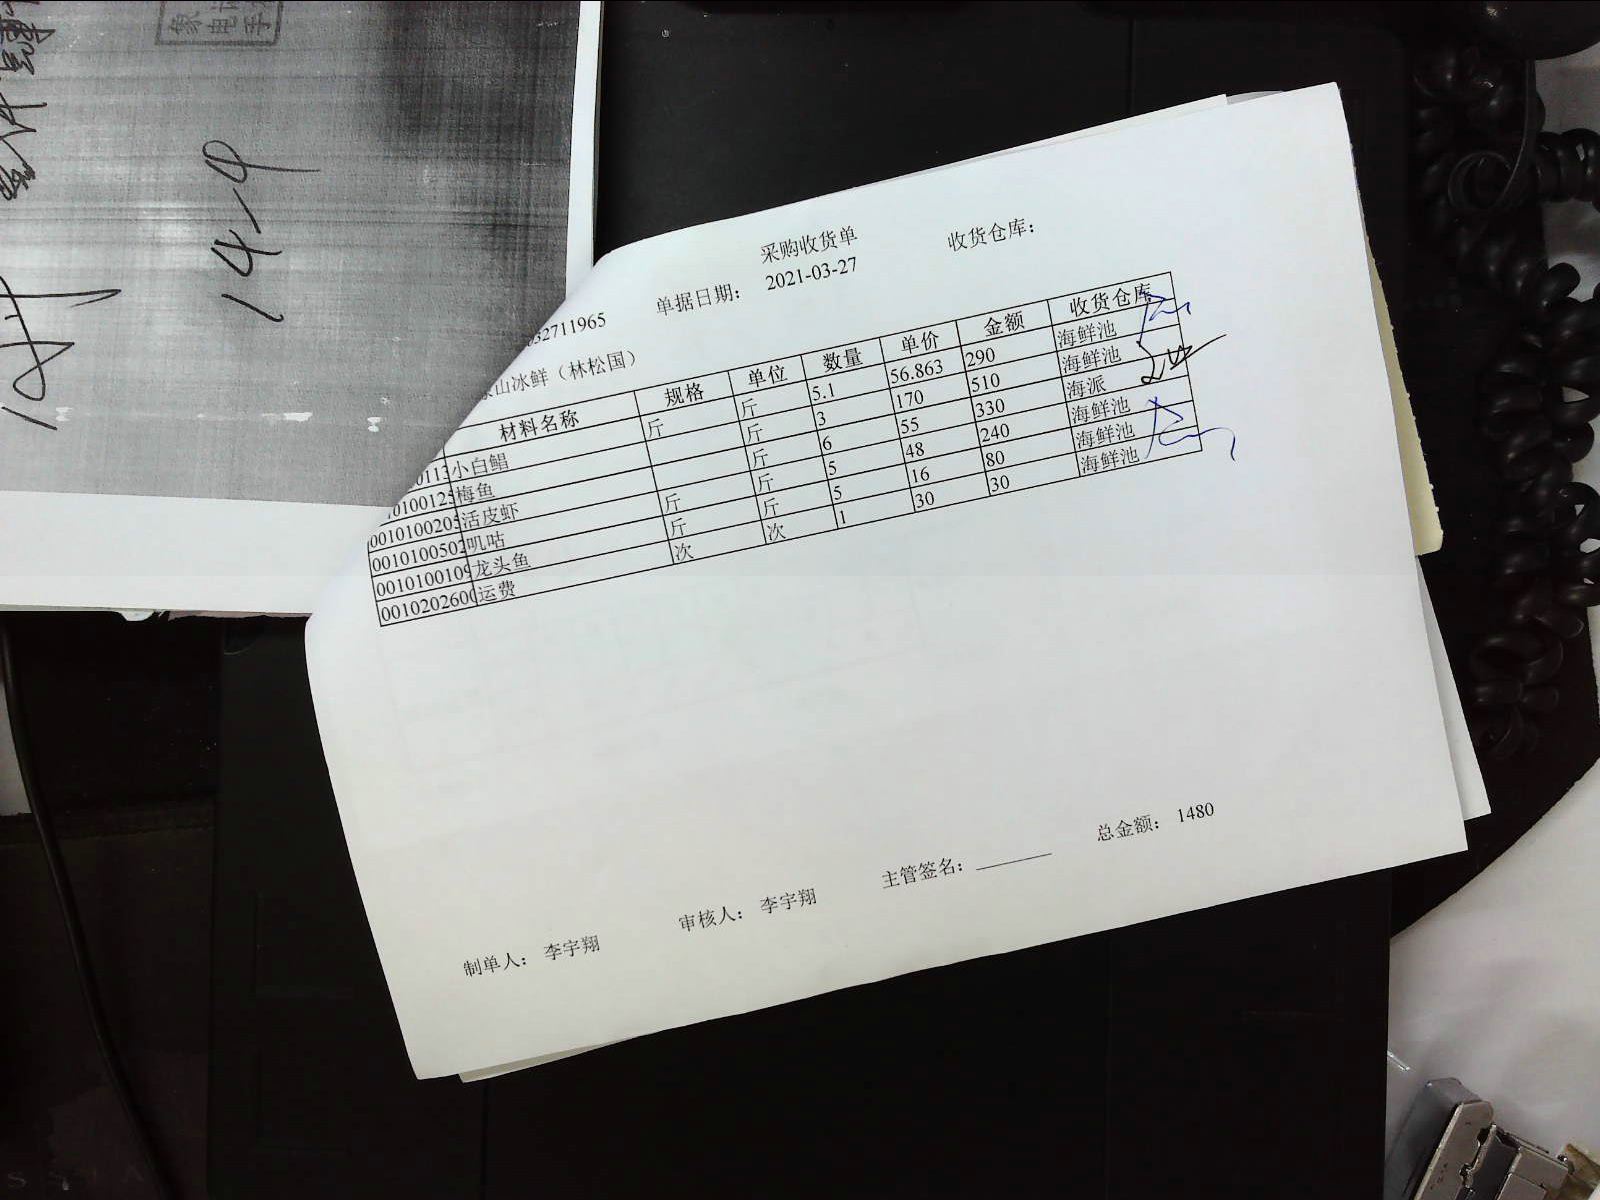 采购收货单
收货仓库：
单据日期： 2021-03-27
32711965
山冰鲜（林松国）
材料名称 规格 单位 数量 单价 金额 收货仓库
小白鲳 斤 斤 5.1 56.863 290 海鲜池
梅鱼 斤 3 170 510 海鲜池
0010100205 活皮虾 斤 6 55 330 海派
0010100502 叽咕 斤 斤 5 48 240 海鲜池
0010100109 龙头鱼 斤 斤 5 16 80 海鲜池
0010202600 运费 次 次 1 30 30 海鲜池
总金额： 1480
主管签名：
审核人： 李宇翔
制单人： 李宇翔